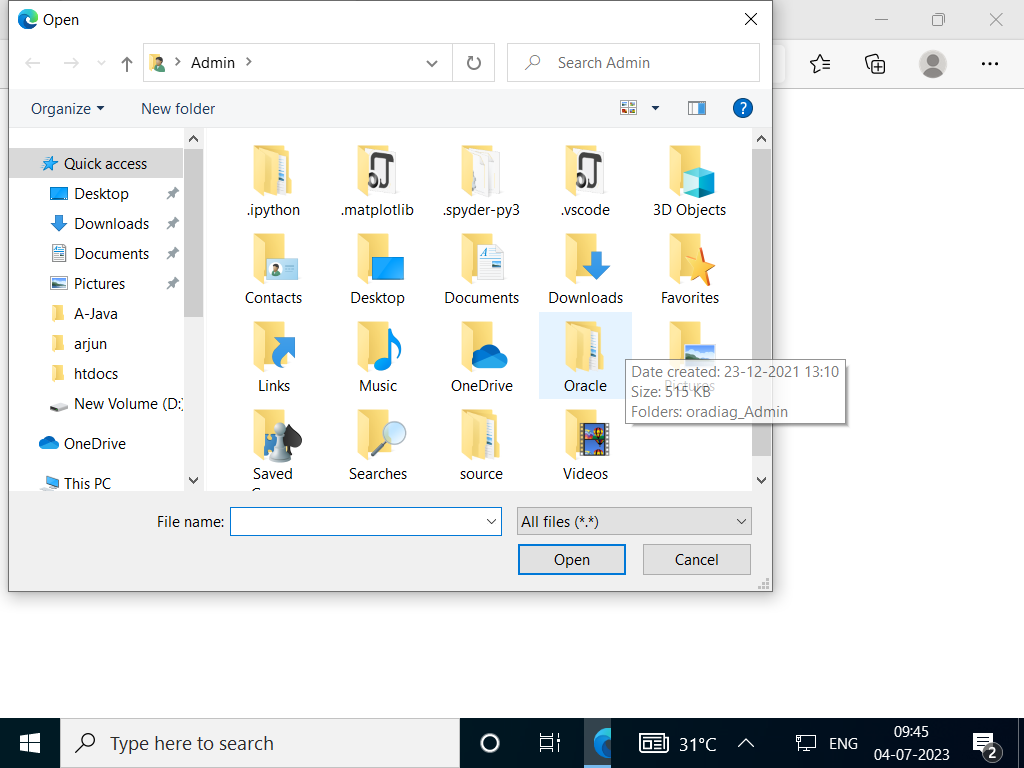 Open
Admin
Search Admin
Organize
New folder
?
Quick access
Desktop
Downloads
Documents
Pictures
A-Java
arjun
htdocs
New Volume (D:)
OneDrive
This PC
.ipython
.matplotlib
.spyder-py3
.vscode
3D Objects
Contacts
Desktop
Documents
Downloads
Favorites
Links
Music
OneDrive
Oracle
Pictures
Date created: 23-12-2021 13:10
Size: 515 KB
Folders: oradiag_Admin
Saved
Searches
source
Videos
File name:
All files (*.*)
Open
Cancel
Type here to search
31°C
ENG
09:45
04-07-2023
2